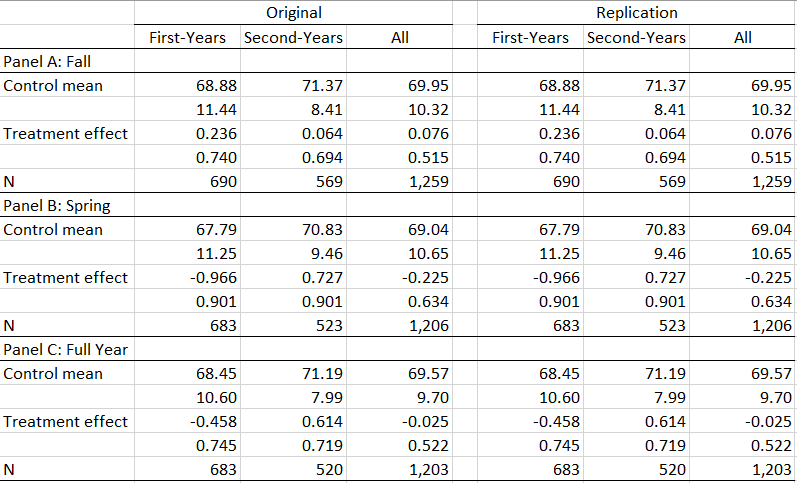 Original Replication
First-Years Second-Years All First-Years Second-Years All
Panel A: Fall
Control mean 68.88 71.37 69.95 68.88 71.37 69.95
11.44 8.41 10.32 11.44 8.41 10.32
Treatment effect 0.236 0.064 0.076 0.236 0.064 0.076
0.740 0.694 0.515 0.740 0.694 0.515
N 690 569 1,259 690 569 1,259
Panel B: Spring
Control mean 67.79 70.83 69.04 67.79 70.83 69.04
11.25 9.46 10.65 11.25 9.46 10.65
Treatment effect -0.966 0.727 -0.225 -0.966 0.727 -0.225
0.901 0.901 0.634 0.901 0.901 0.634
N 683 523 1,206 683 523 1,206
Panel C: Full Year
Control mean 68.45 71.19 69.57 68.45 71.19 69.57
10.60 7.99 9.70 10.60 7.99 9.70
Treatment effect -0.458 0.614 -0.025 -0.458 0.614 -0.025
0.745 0.719 0.522 0.745 0.719 0.522
N 683 520 1,203 683 520 1,203